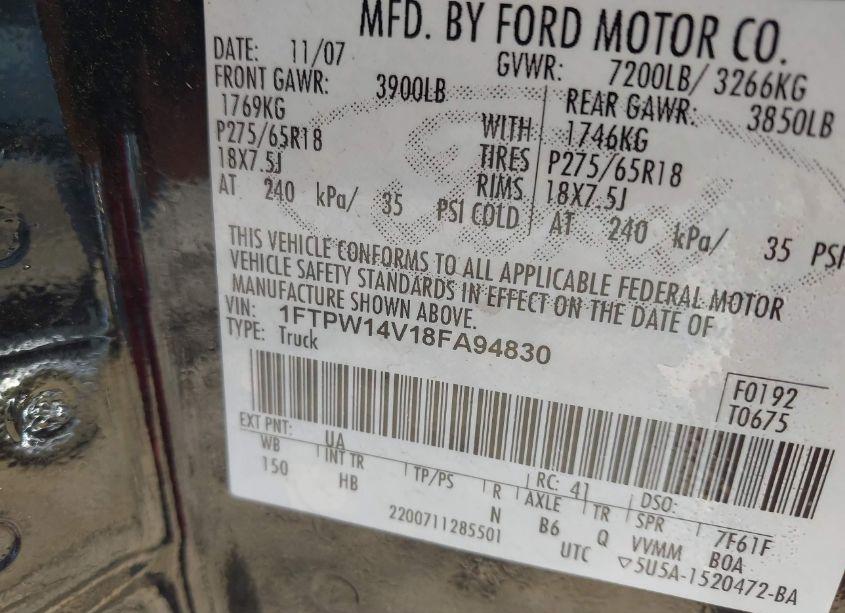 MFD. BY FORD MOTOR CO.
DATE: 11/07 GVWR: 7200LB/ 3266KG
FRONT GAWR: 3900LB REAR GAWR: 3850LB
1769KG WITH 1746KG
P275/65R18 TIRES P275/65R18
18X7.5J RIMS 18X7.5J
AT 240 kPa/ 35 PSI COLD AT 240 kPa/ 35 PSI
THIS VEHICLE CONFORMS TO ALL APPLICABLE FEDERAL MOTOR
VEHICLE SAFETY STANDARDS IN EFFECT ON THE DATE OF
MANUFACTURE SHOWN ABOVE.
VIN: 1FTPW14V18FA94830
TYPE: Truck
F0192
T0675
EXT PNT: UA RC: 41 DSO:
WB INT TR TP/PS R AXLE TR SPR 7F61F
150 HB N B6 Q VVMM B0A
2200711285501 UTC ▽5U5A-1520472-BA